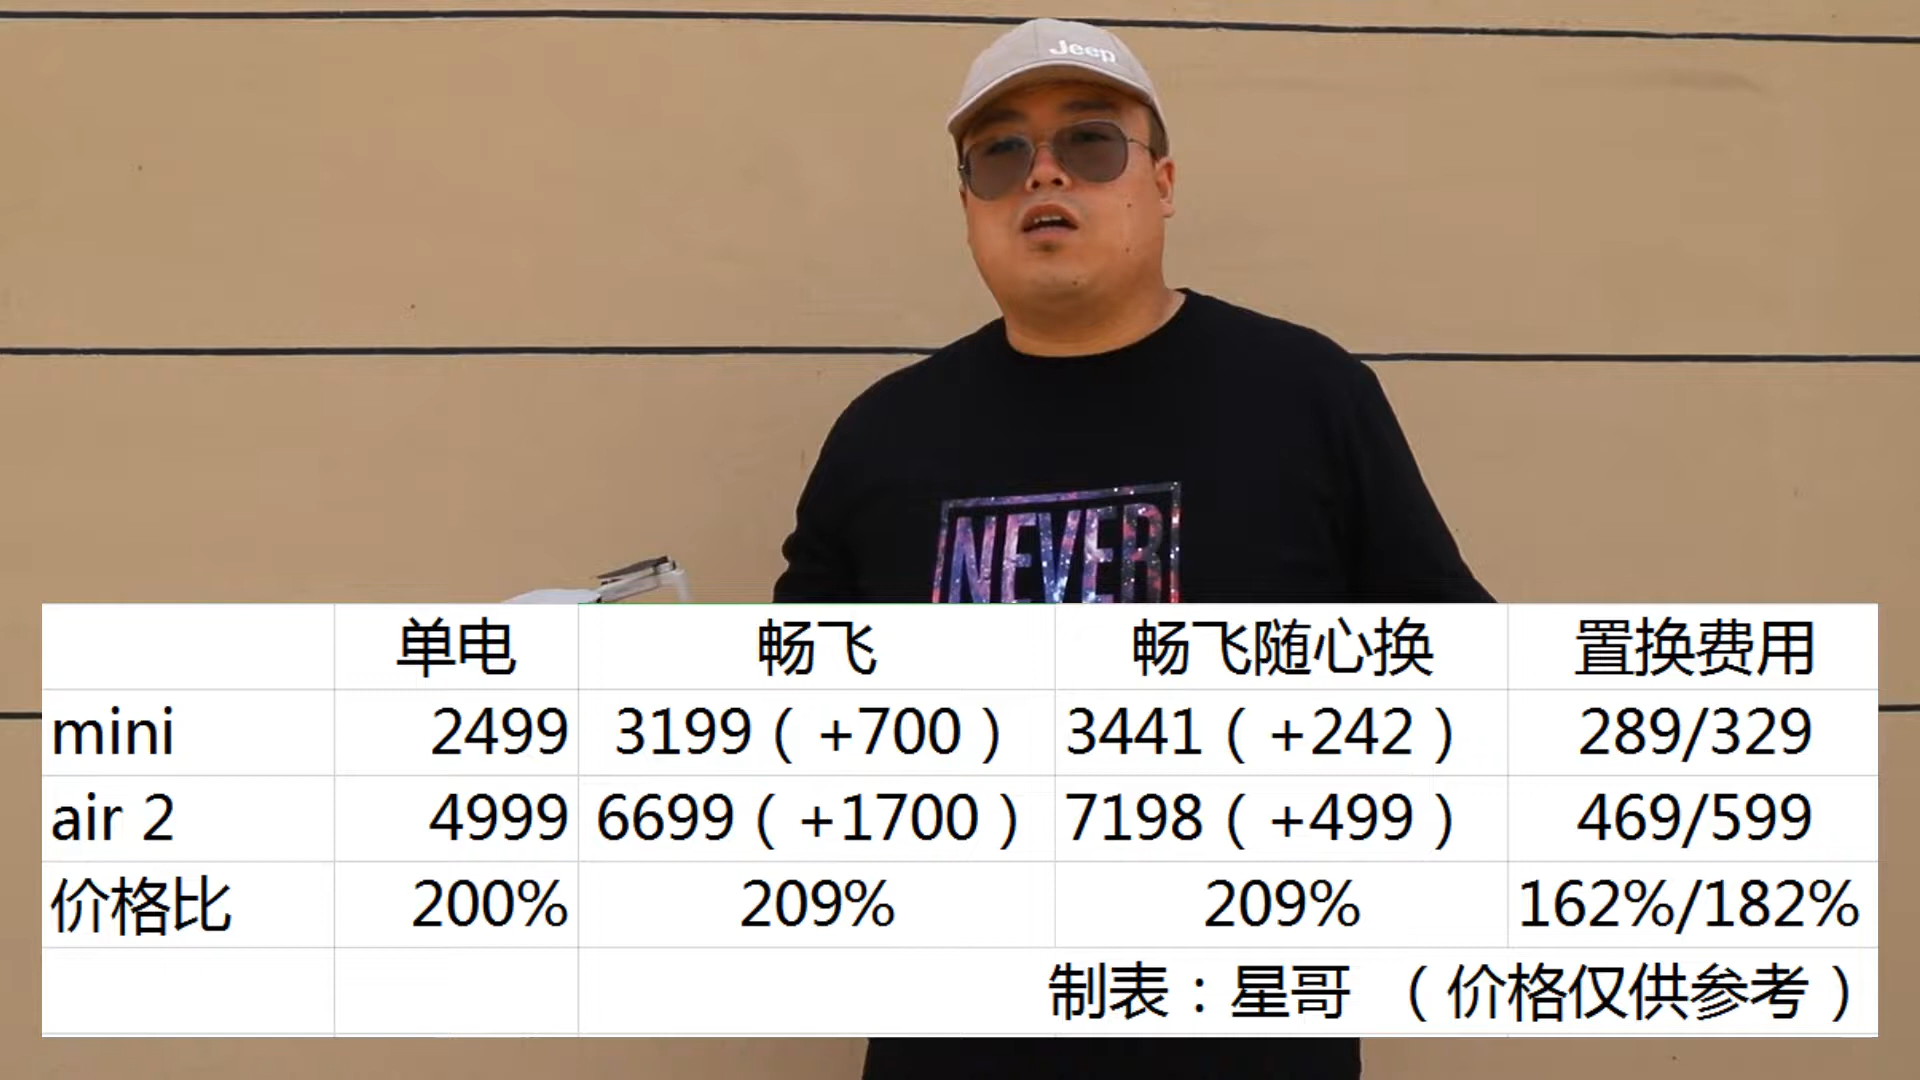 Jeep
NEVER
单电 畅飞 畅飞随心换 置换费用
mini 2499 3199（+700） 3441（+242） 289/329
air 2 4999 6699（+1700） 7198（+499） 469/599
价格比 200% 209% 209% 162%/182%
制表：星哥 （价格仅供参考）